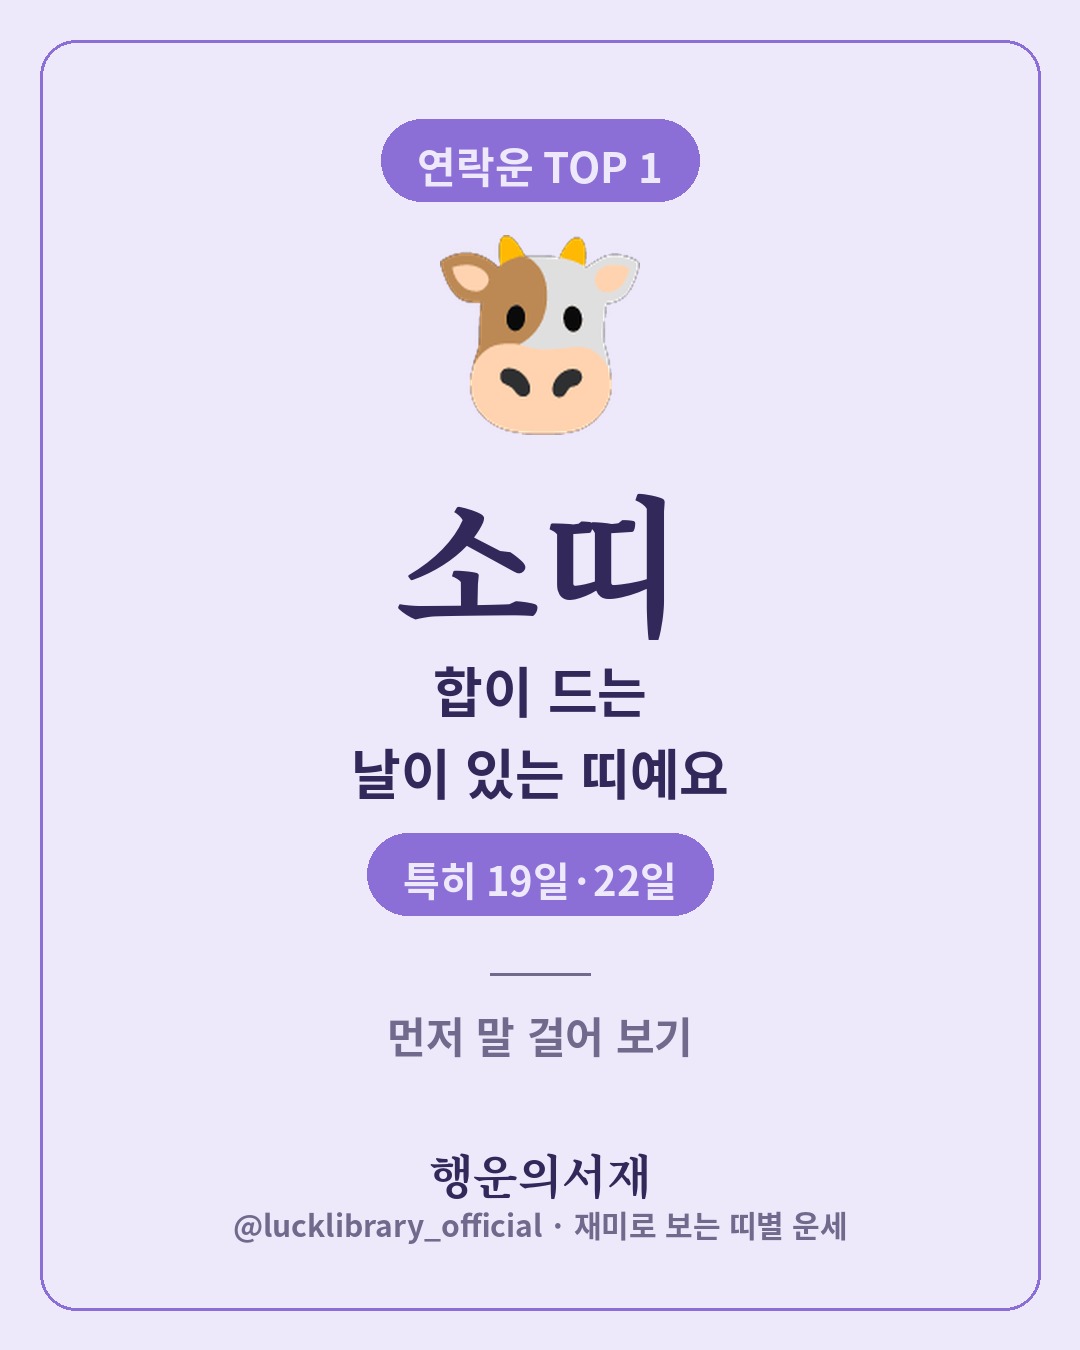 연락운 TOP 1
소띠
합이 드는
날이 있는 띠예요
특히 19일·22일
먼저 말 걸어 보기
행운의서재
@lucklibrary_official · 재미로 보는 띠별 운세